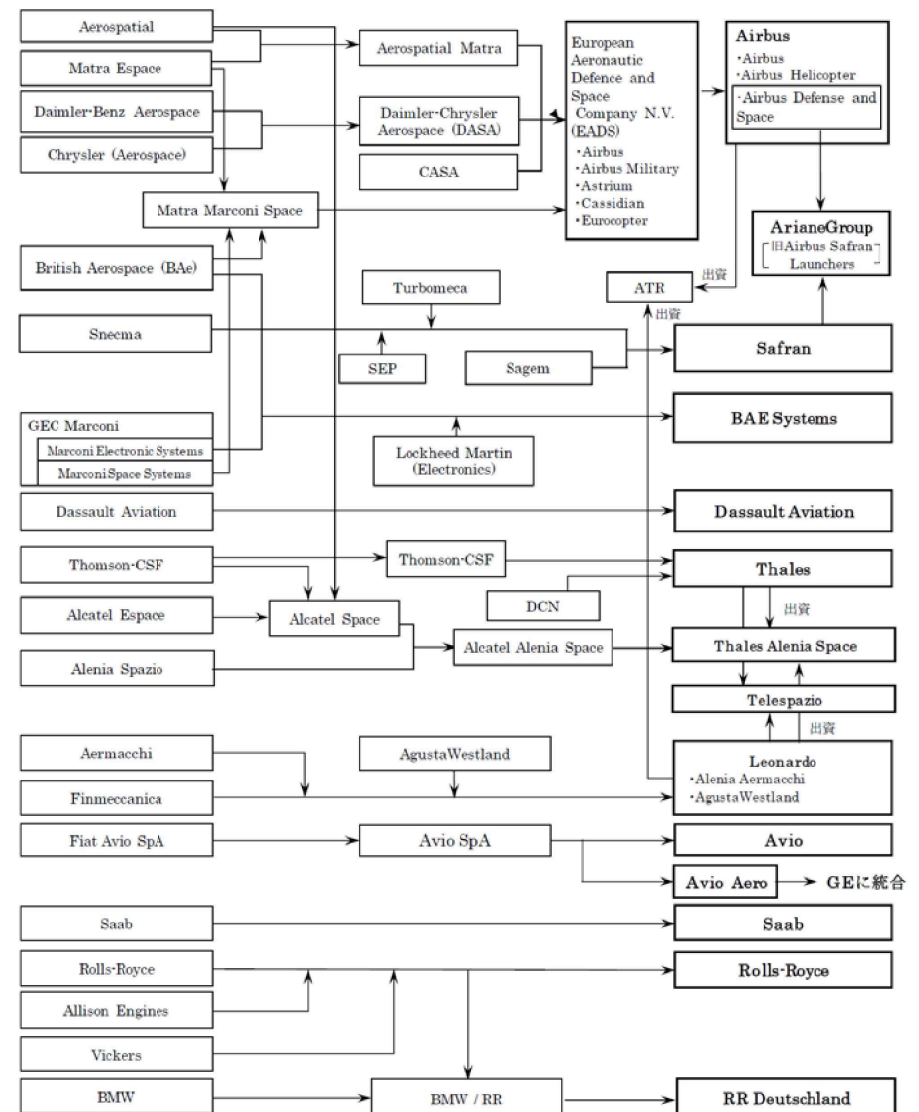 Aerospatial
Matra Espace
Daimler-Benz Aerospace
Chrysler (Aerospace)
Aerospatial Matra
Daimler-Chrysler
Aerospace (DASA)
CASA
European
Aeronautic
Defence and
Space
Company N.V.
(EADS)
・Airbus
・Airbus Military
・Astrium
・Cassidian
・Eurocopter
Airbus
・Airbus
・Airbus Helicopter
・Airbus Defense and
Space
Matra Marconi Space
British Aerospace (BAe)
ArianeGroup
旧Airbus Safran
Launchers
出資
ATR
出資
Turbomeca
Snecma
SEP
Sagem
Safran
GEC Marconi
Marconi Electronic Systems
MarconiSpace Systems
Lockheed Martin
(Electronics)
BAE Systems
Dassault Aviation
Dassault Aviation
Thomson-CSF
Thomson-CSF
Thales
DCN
出資
Alcatel Espace
Alcatel Space
Alenia Spazio
Alcatel Alenia Space
Thales Alenia Space
Telespazio
出資
Aermacchi
AgustaWestland
Finmeccanica
Leonardo
・Alenia Aermacchi
・AgustaWestland
Fiat Avio SpA
Avio SpA
Avio
Avio Aero
GEに統合
Saab
Saab
Rolls-Royce
Rolls-Royce
Allison Engines
Vickers
BMW
BMW / RR
RR Deutschland